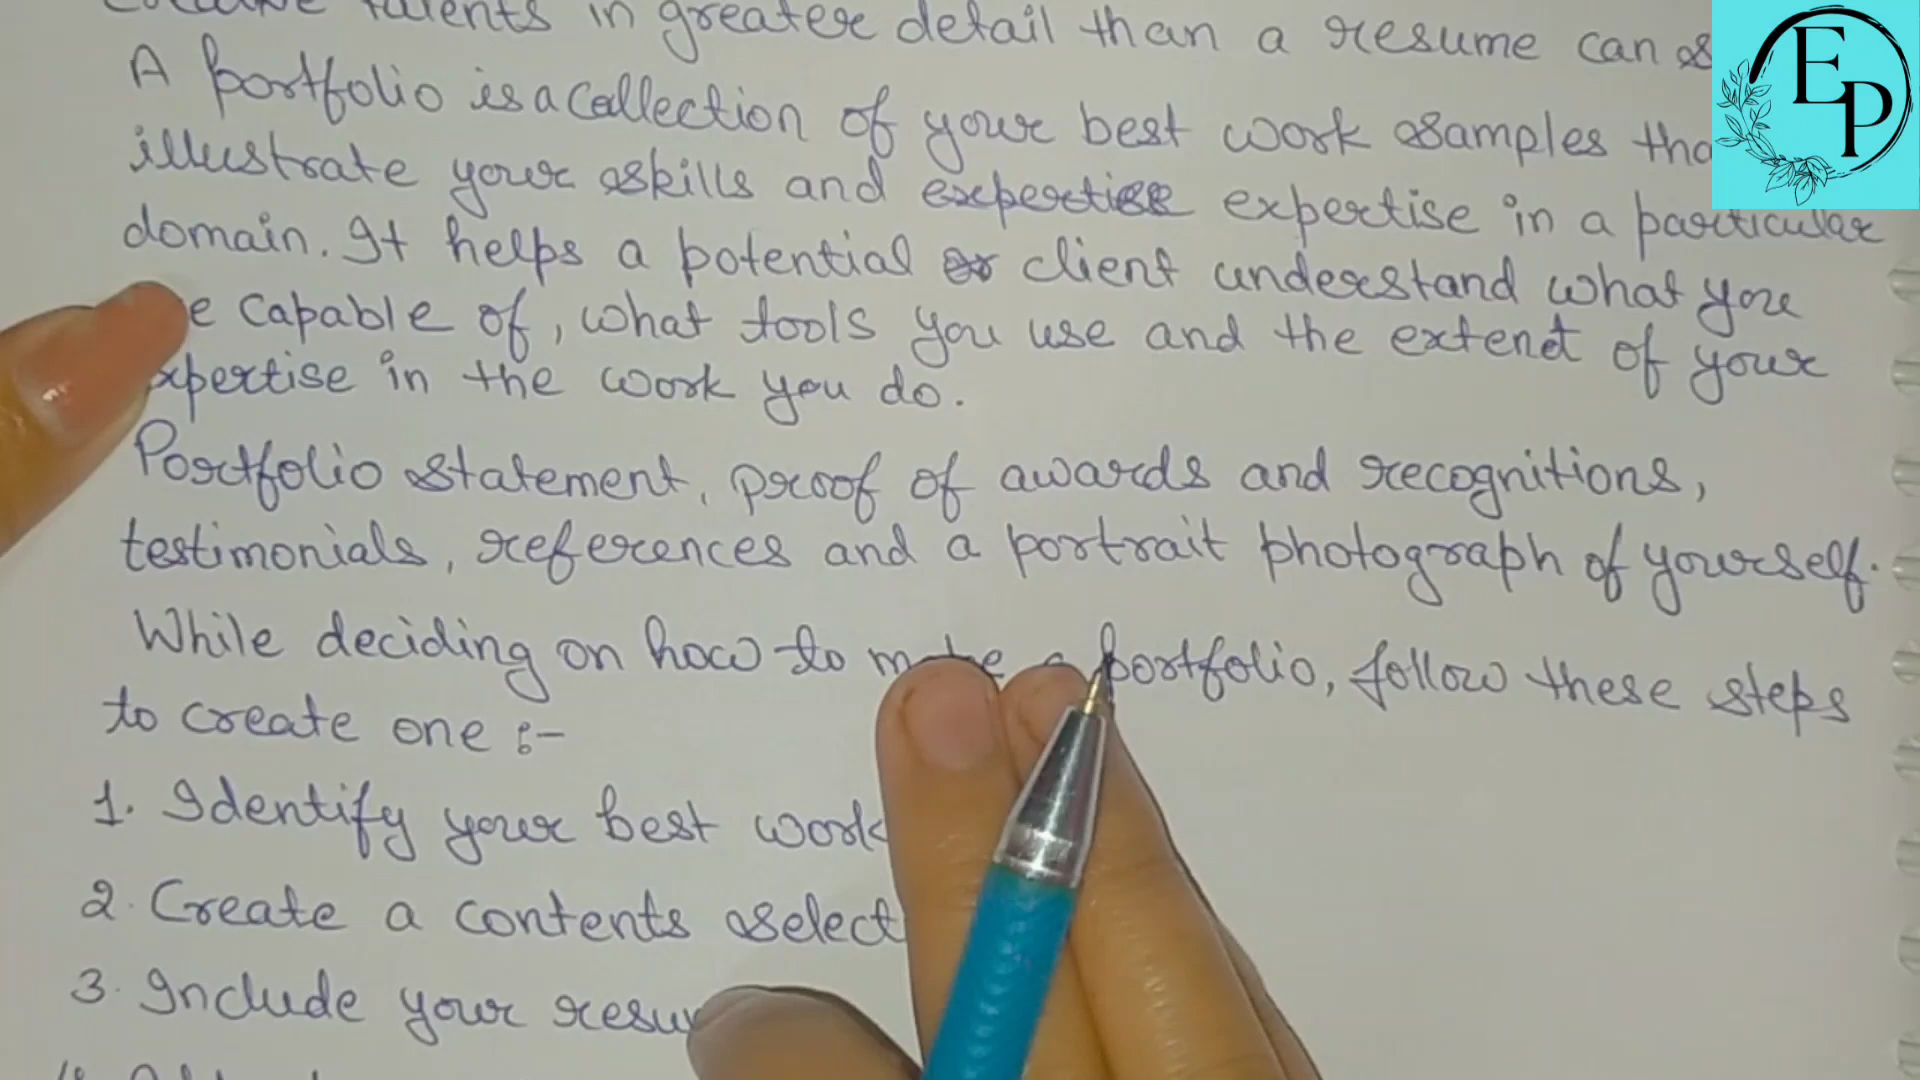 talents in greater detail than a resume can
A portfolio is a collection of your best work samples
illustrate your skills and expertise expertise in a particular
domain. It helps a potential or client understand what you
capable of, what tools you use and the extend of your
xpertise in the work you do.
Portfolio statement, proof of awards and recognitions,
testimonials, references and a portrait photograph of yourself.
While deciding on how to make a portfolio, follow these steps
to create one :-
1. Identify your best work
2. Create a contents select
3. Include your resu
EP